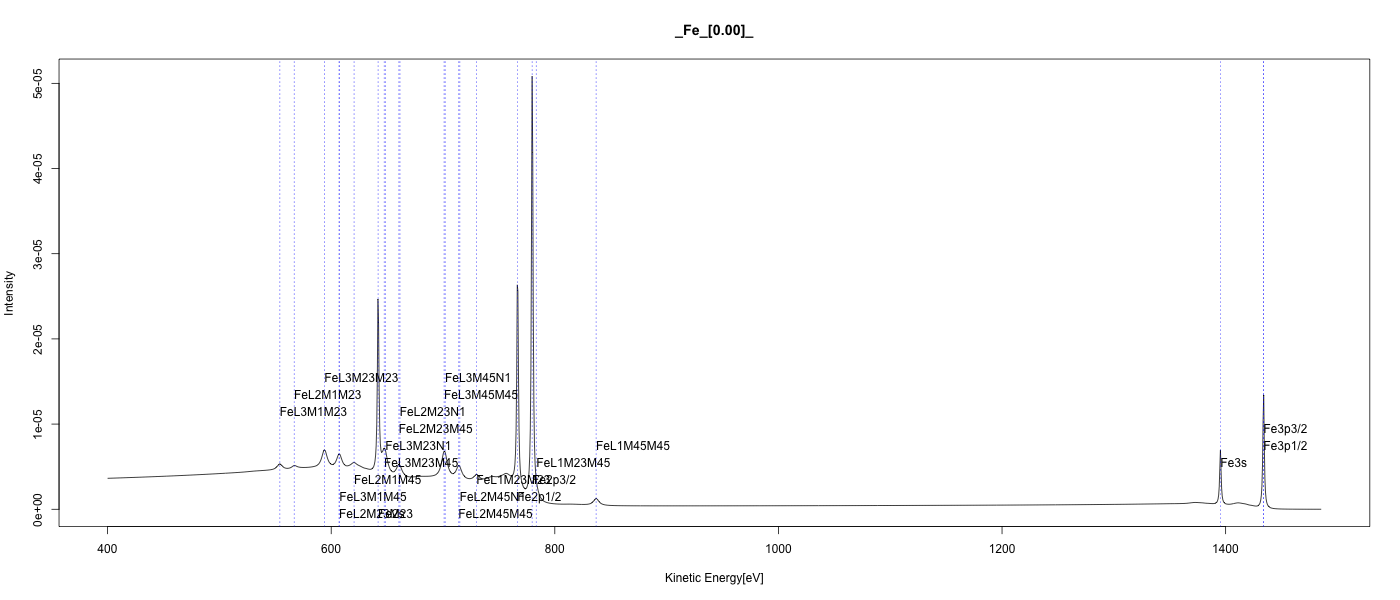 _Fe_[0.00]_
5e-05
4e-05
3e-05
2e-05
1e-05
0e+00
Intensity
FeL3M23M23
FeL3M45N1
FeL2M1M23
FeL3M45M45
FeL3M1M23
FeL2M23N1
FeL2M23M45
FeL3M23N1
FeL1M45M45
FeL3M23M45
FeL1M23M45
Fe3s
Fe3p3/2
Fe3p1/2
FeL2M1M45
FeL1M23M23
Fe2p3/2
FeL3M1M45
FeL2M45N1
Fe2p1/2
FeL2M23M23
Fe2s
FeL2M45M45
400
600
800
1000
1200
1400
Kinetic Energy[eV]